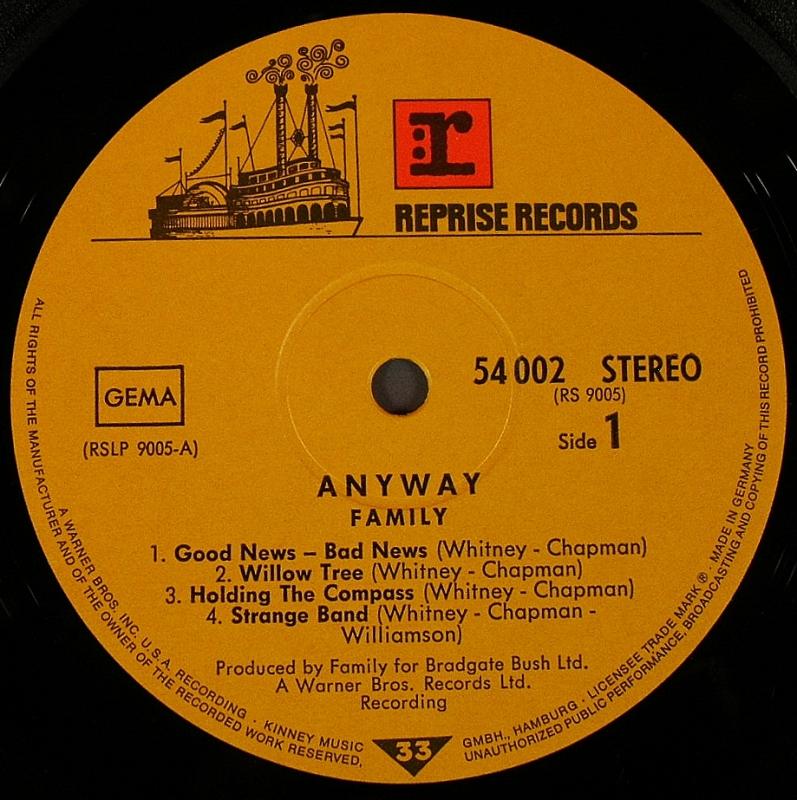 r
REPRISE RECORDS
GEMA
(RSLP 9005-A)
54 002 STEREO
(RS 9005)
Side 1
ANYWAY
FAMILY
1. Good News – Bad News (Whitney - Chapman)
2. Willow Tree (Whitney - Chapman)
3. Holding The Compass (Whitney - Chapman)
4. Strange Band (Whitney - Chapman -
Williamson)
Produced by Family for Bradgate Bush Ltd.
A Warner Bros. Records Ltd.
Recording
33
ALL RIGHTS OF THE MANUFACTURER AND OF THE OWNER OF THE RECORDED WORK RESERVED, UNAUTHORIZED PUBLIC PERFORMANCE, BROADCASTING AND COPYING OF THIS RECORD PROHIBITED
A WARNER BROS. INC. U.S.A. RECORDING · KINNEY MUSIC GMBH., HAMBURG · LICENSEE TRADE MARK ® · MADE IN GERMANY